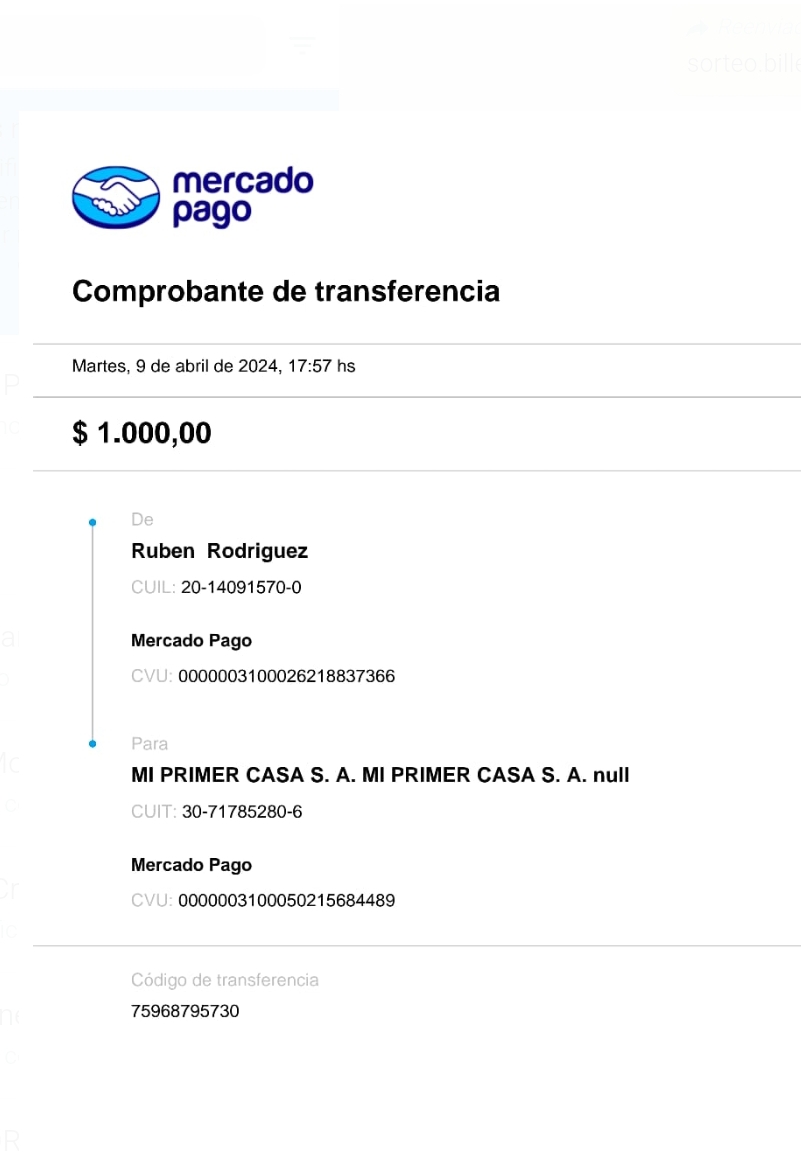 sorteo.bille
mercado
pago
Comprobante de transferencia
Martes, 9 de abril de 2024, 17:57 hs
$ 1.000,00
De
Ruben Rodriguez
CUIL: 20-14091570-0
Mercado Pago
CVU: 0000003100026218837366
Para
MI PRIMER CASA S. A. MI PRIMER CASA S. A. null
CUIT: 30-71785280-6
Mercado Pago
CVU: 0000003100050215684489
Código de transferencia
75968795730